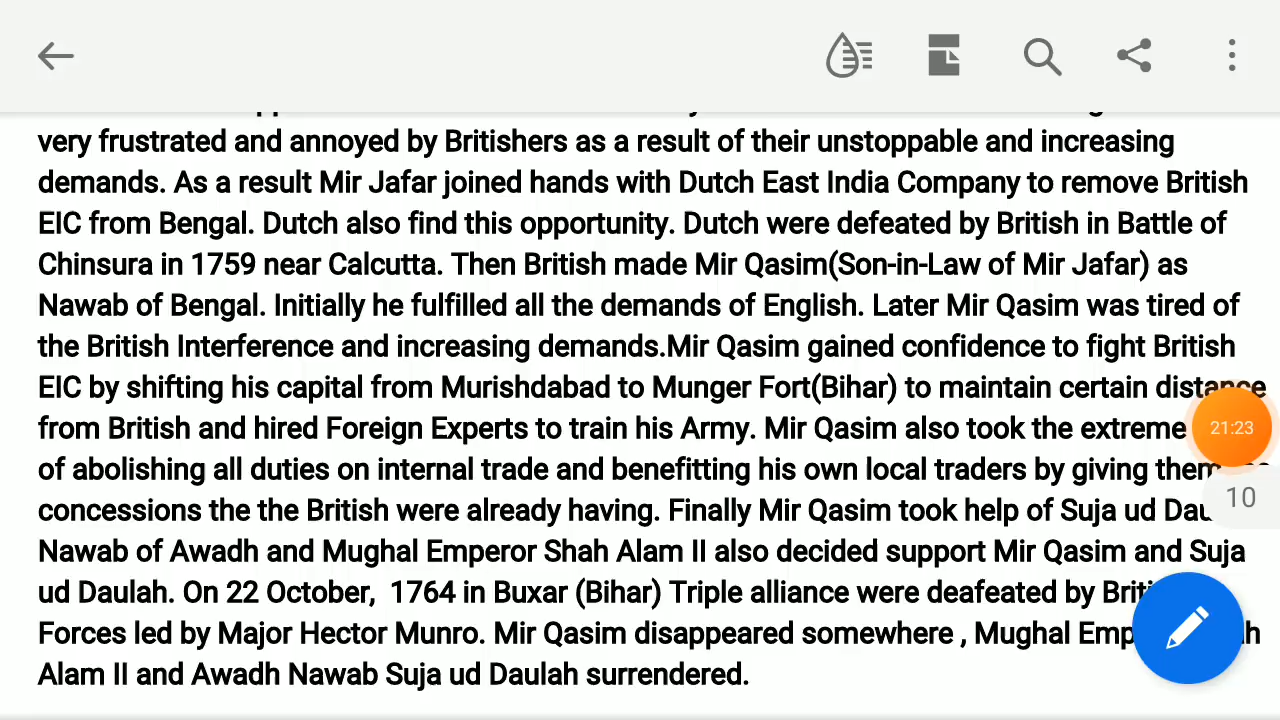 very frustrated and annoyed by Britishers as a result of their unstoppable and increasing
demands. As a result Mir Jafar joined hands with Dutch East India Company to remove British
EIC from Bengal. Dutch also find this opportunity. Dutch were defeated by British in Battle of
Chinsura in 1759 near Calcutta. Then British made Mir Qasim(Son-in-Law of Mir Jafar) as
Nawab of Bengal. Initially he fulfilled all the demands of English. Later Mir Qasim was tired of
the British Interference and increasing demands.Mir Qasim gained confidence to fight British
EIC by shifting his capital from Murishdabad to Munger Fort(Bihar) to maintain certain distance
from British and hired Foreign Experts to train his Army. Mir Qasim also took the extreme
21:23
of abolishing all duties on internal trade and benefitting his own local traders by giving them
10
concessions the the British were already having. Finally Mir Qasim took help of Suja ud
Nawab of Awadh and Mughal Emperor Shah Alam II also decided support Mir Qasim and Suja
ud Daulah. On 22 October, 1764 in Buxar (Bihar) Triple alliance were deafeated by
Forces led by Major Hector Munro. Mir Qasim disappeared somewhere , Mughal
Alam II and Awadh Nawab Suja ud Daulah surrendered.